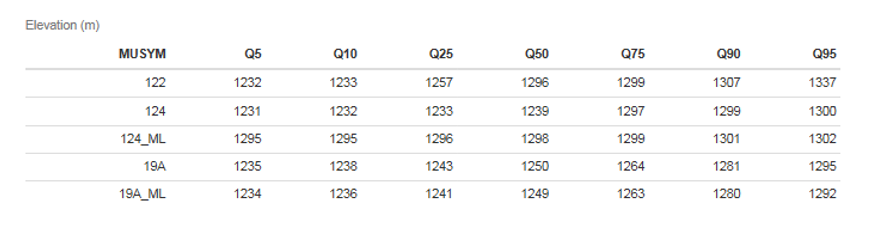 Elevation (m)
MUSYM Q5 Q10 Q25 Q50 Q75 Q90 Q95
122 1232 1233 1257 1296 1299 1307 1337
124 1231 1232 1233 1239 1297 1299 1300
124_ML 1295 1295 1296 1298 1299 1301 1302
19A 1235 1238 1243 1250 1264 1281 1295
19A_ML 1234 1236 1241 1249 1263 1280 1292